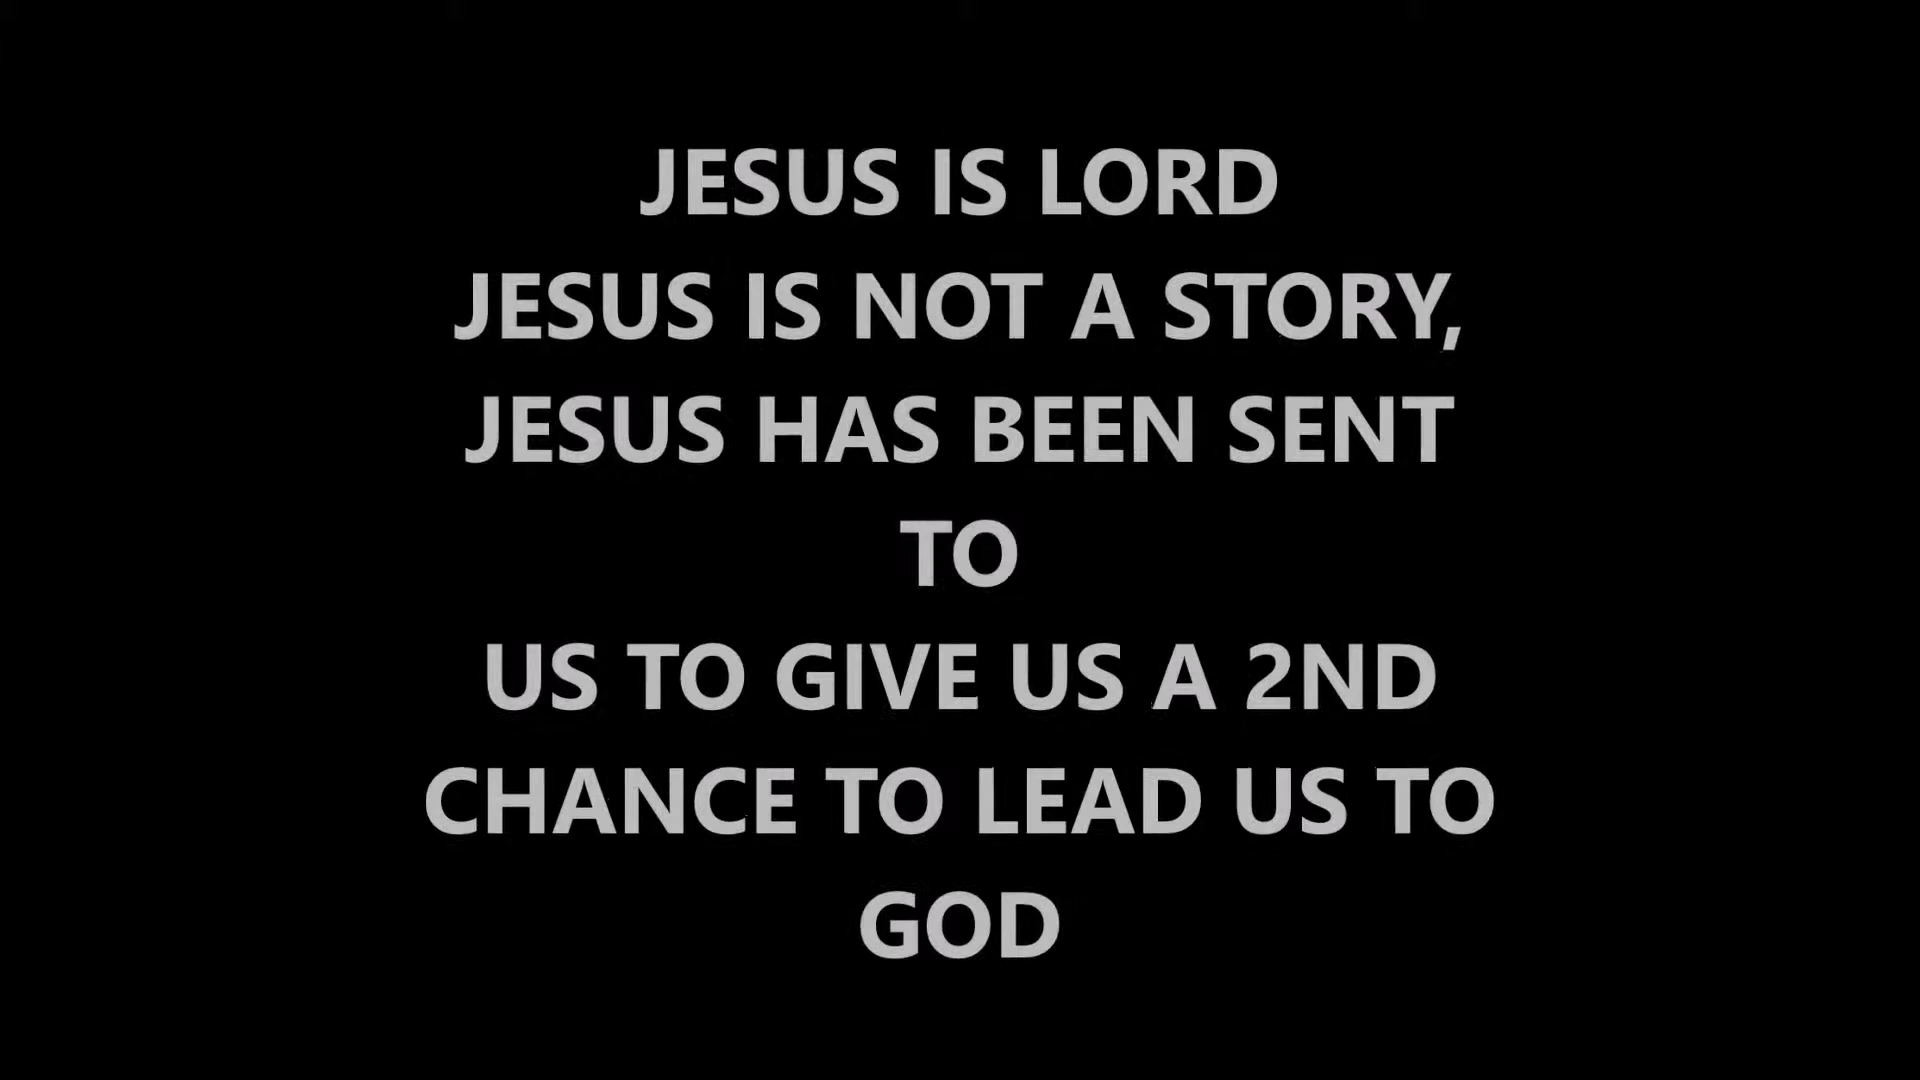 JESUS IS LORD
JESUS IS NOT A STORY,
JESUS HAS BEEN SENT
TO
US TO GIVE US A 2ND
CHANCE TO LEAD US TO
GOD